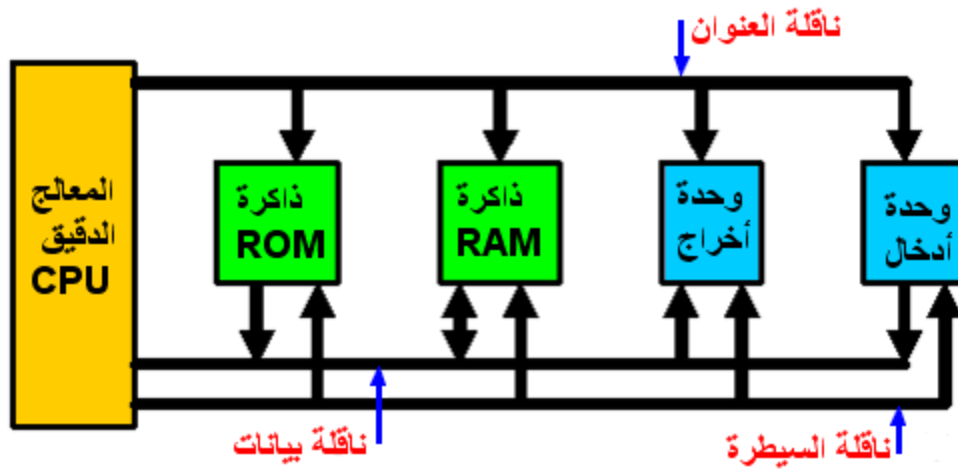 ناقلة العنوان
المعالج
الدقيق
CPU
ذاكرة
ROM
ذاكرة
RAM
وحدة
أخراج
وحدة
أدخال
ناقلة بيانات
ناقلة السيطرة